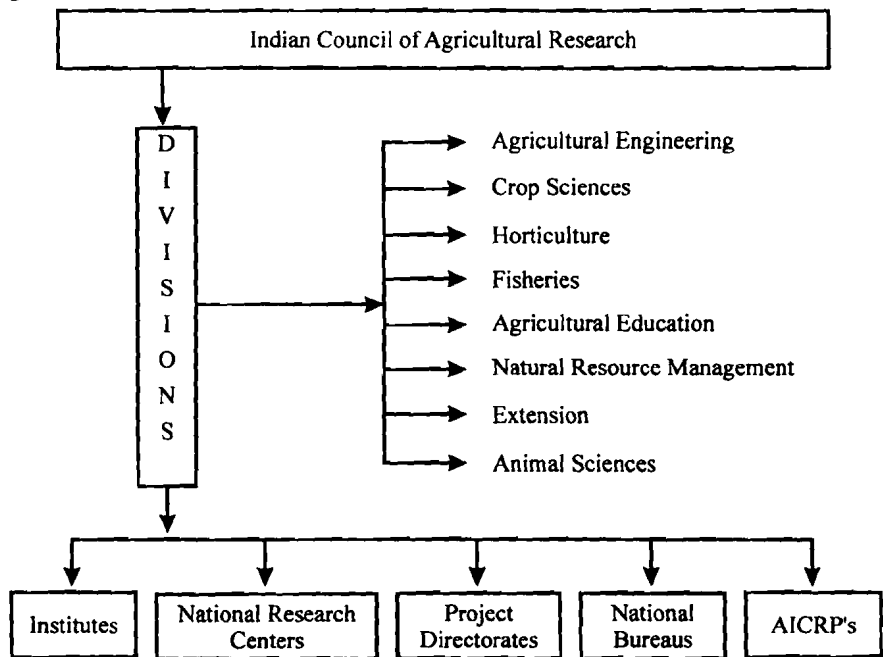 Indian Council of Agricultural Research
D
I
V
I
S
I
O
N
S
Agricultural Engineering
Crop Sciences
Horticulture
Fisheries
Agricultural Education
Natural Resource Management
Extension
Animal Sciences
Institutes
National Research
Centers
Project
Directorates
National
Bureaus
AICRP's